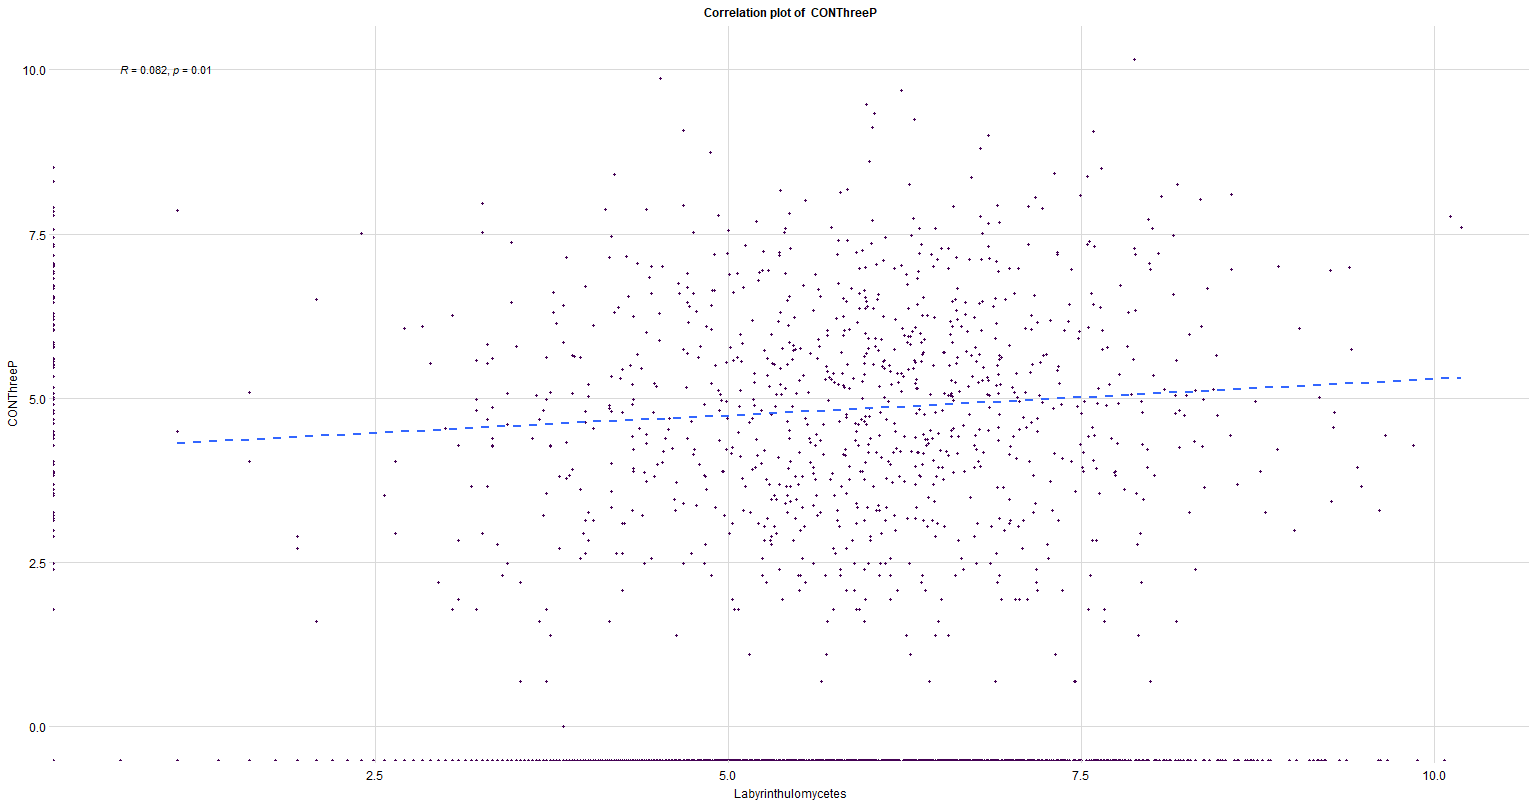 Correlation plot of CONThreeP
R = 0.082, p = 0.01
10.0
7.5
5.0
2.5
0.0
CONThreeP
2.5
5.0
7.5
10.0
Labyrinthulomycetes